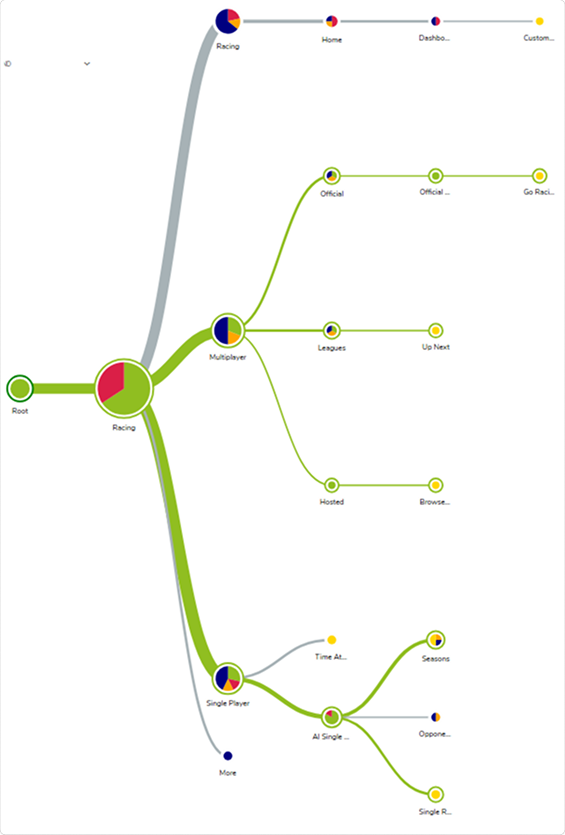 Racing
Home
Dashbo...
Custom...
©
Official
Official ...
Go Raci...
Multiplayer
Leagues
Up Next
Root
Racing
Hosted
Browse...
Time At...
Seasons
Single Player
AI Single ...
Oppone...
More
Single R...